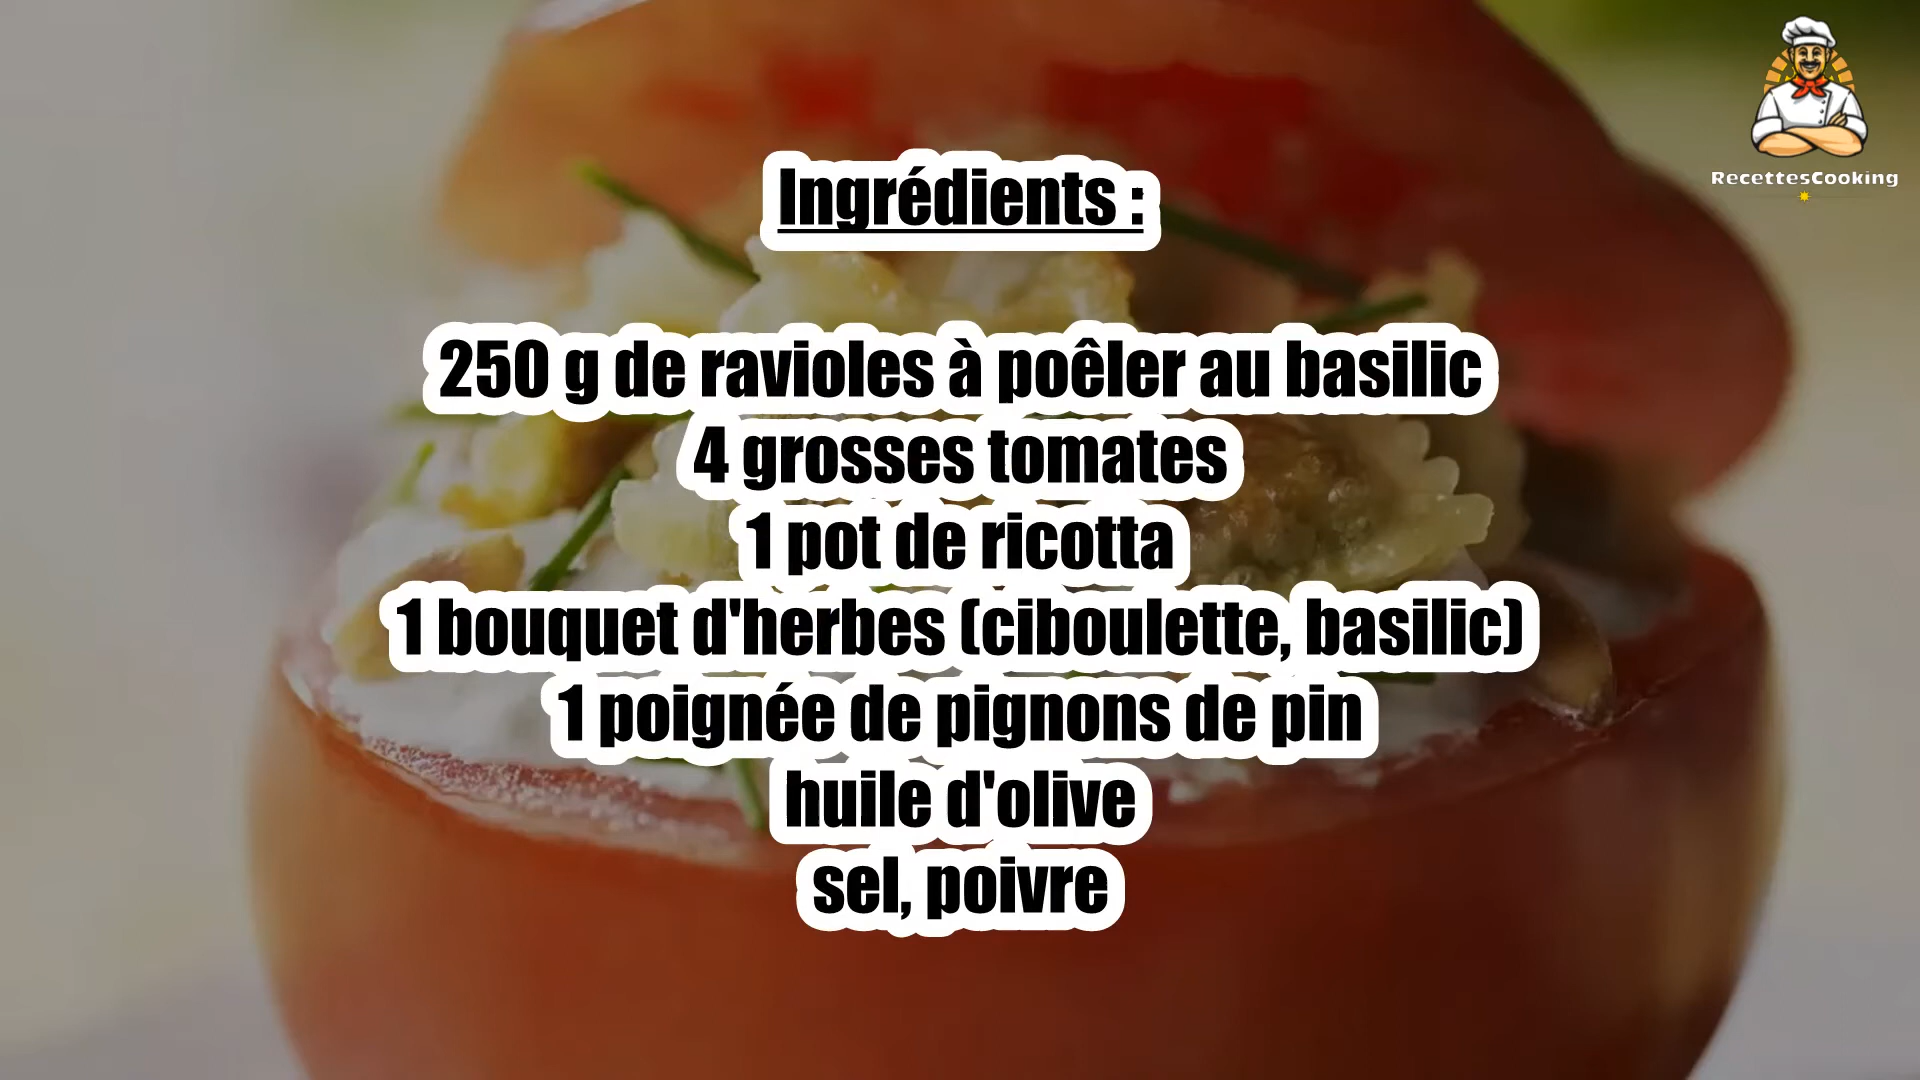 RecettesCooking
Ingrédients :
250 g de ravioles à poêler au basilic
4 grosses tomates
1 pot de ricotta
1 bouquet d'herbes (ciboulette, basilic)
1 poignée de pignons de pin
huile d'olive
sel, poivre